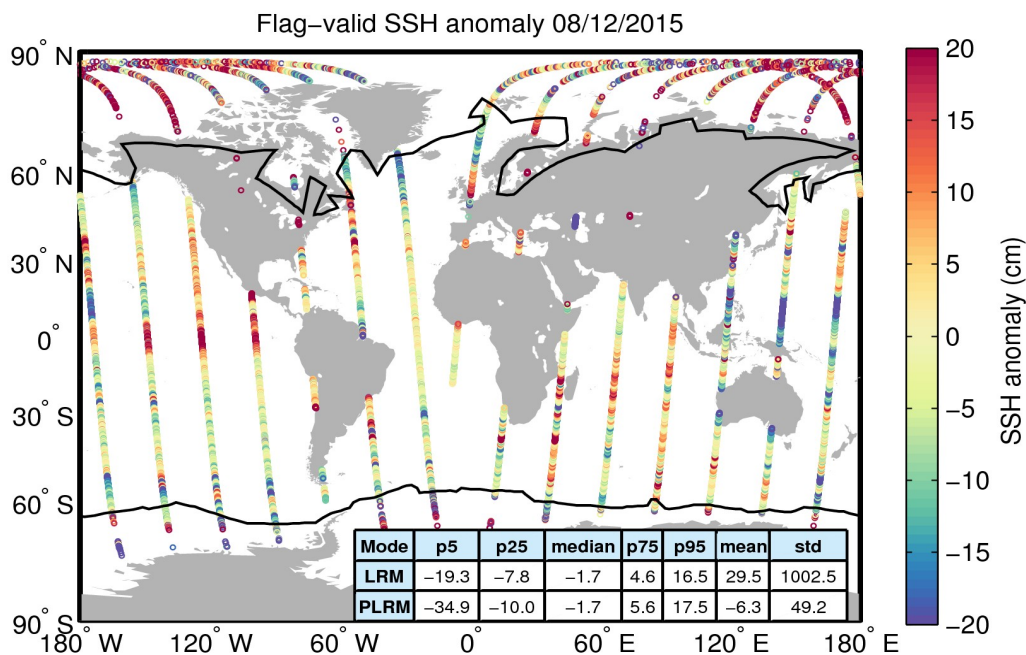 Flag−valid SSH anomaly 08/12/2015
90° N
60° N
30° N
0°
30° S
60° S
90° S
180° W
120° W
60° W
0°
60° E
120° E
180° E
20
15
10
5
0
−5
−10
−15
−20
SSH anomaly (cm)
Mode p5 p25 median p75 p95 mean std
LRM −19.3 −7.8 −1.7 4.6 16.5 29.5 1002.5
PLRM −34.9 −10.0 −1.7 5.6 17.5 −6.3 49.2